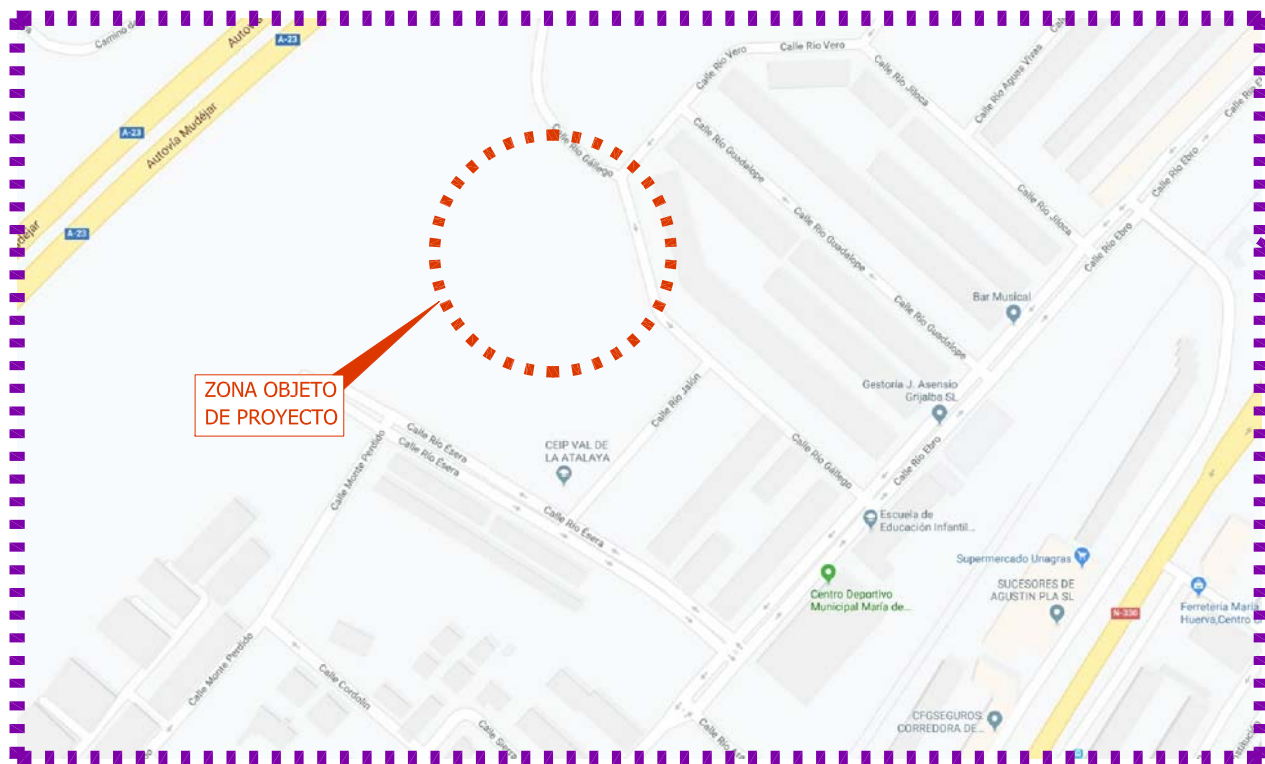 Autovía
A-23
Calle Río Vero
Calle Río Vero
Calle Río Jiloca
Calle Río Aguas Vivas
A-23
Autovía Mudéjar
Calle Río Gállego
Calle Río Guadalope
Calle Río Ebro
Calle Río Jiloca
A-23
Calle Río Guadalope
Calle Río Ebro
Bar Musical
Calle Río Guadalope
ZONA OBJETO
DE PROYECTO
Gestoría J. Asensio
Grijalba SL
Calle Río Jalón
Calle Río Ésera
Calle Río Ésera
CEIP VAL DE
LA ATALAYA
Calle Río Gállego
Calle Río Ebro
Calle Monte Perdido
Calle Río Ésera
Escuela de
Educación Infantil...
Supermercado Unagras
SUCESORES DE
AGUSTIN PLA SL
Centro Deportivo
Municipal María de...
N-330
Ferretería María
Huerva,Centro
Calle Monte Perdido
Calle Cordolín
CFGSEGUROS
CORREDORA DE...
Calle Sierra
Calle Río